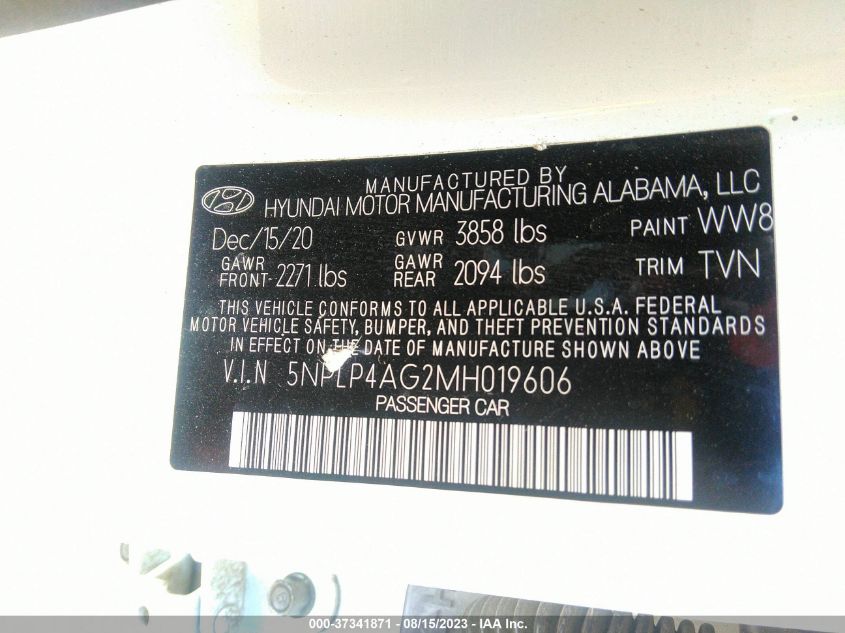 MANUFACTURED BY
HYUNDAI MOTOR MANUFACTURING ALABAMA, LLC
Dec/15/20 GVWR 3858 lbs PAINT WW8
GAWR FRONT 2271 lbs GAWR REAR 2094 lbs TRIM TVN
THIS VEHICLE CONFORMS TO ALL APPLICABLE U.S.A. FEDERAL
MOTOR VEHICLE SAFETY, BUMPER, AND THEFT PREVENTION STANDARDS
IN EFFECT ON THE DATE OF MANUFACTURE SHOWN ABOVE
V.I.N 5NPLP4AG2MH019606
PASSENGER CAR
000-37341871 - 08/15/2023 - IAA Inc.